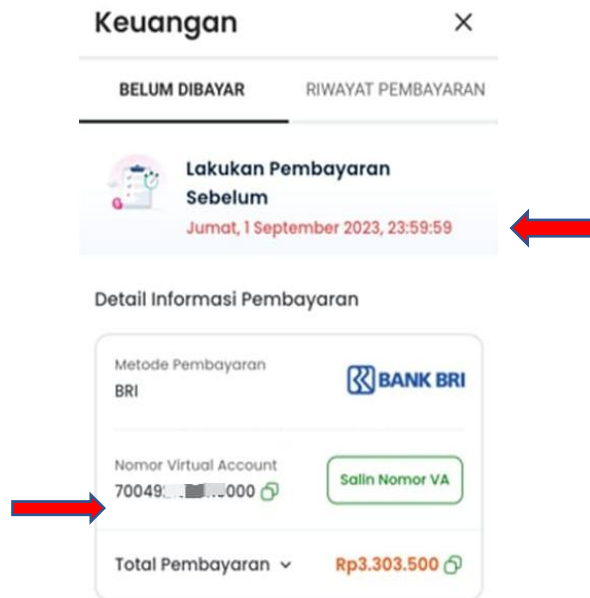 Keuangan
BELUM DIBAYAR
RIWAYAT PEMBAYARAN
Lakukan Pembayaran
Sebelum
Jumat, 1 September 2023, 23:59:59
Detail Informasi Pembayaran
Metode Pembayaran
BRI
BANK BRI
Nomor Virtual Account
Salin Nomor VA
Total Pembayaran
Rp3.303.500